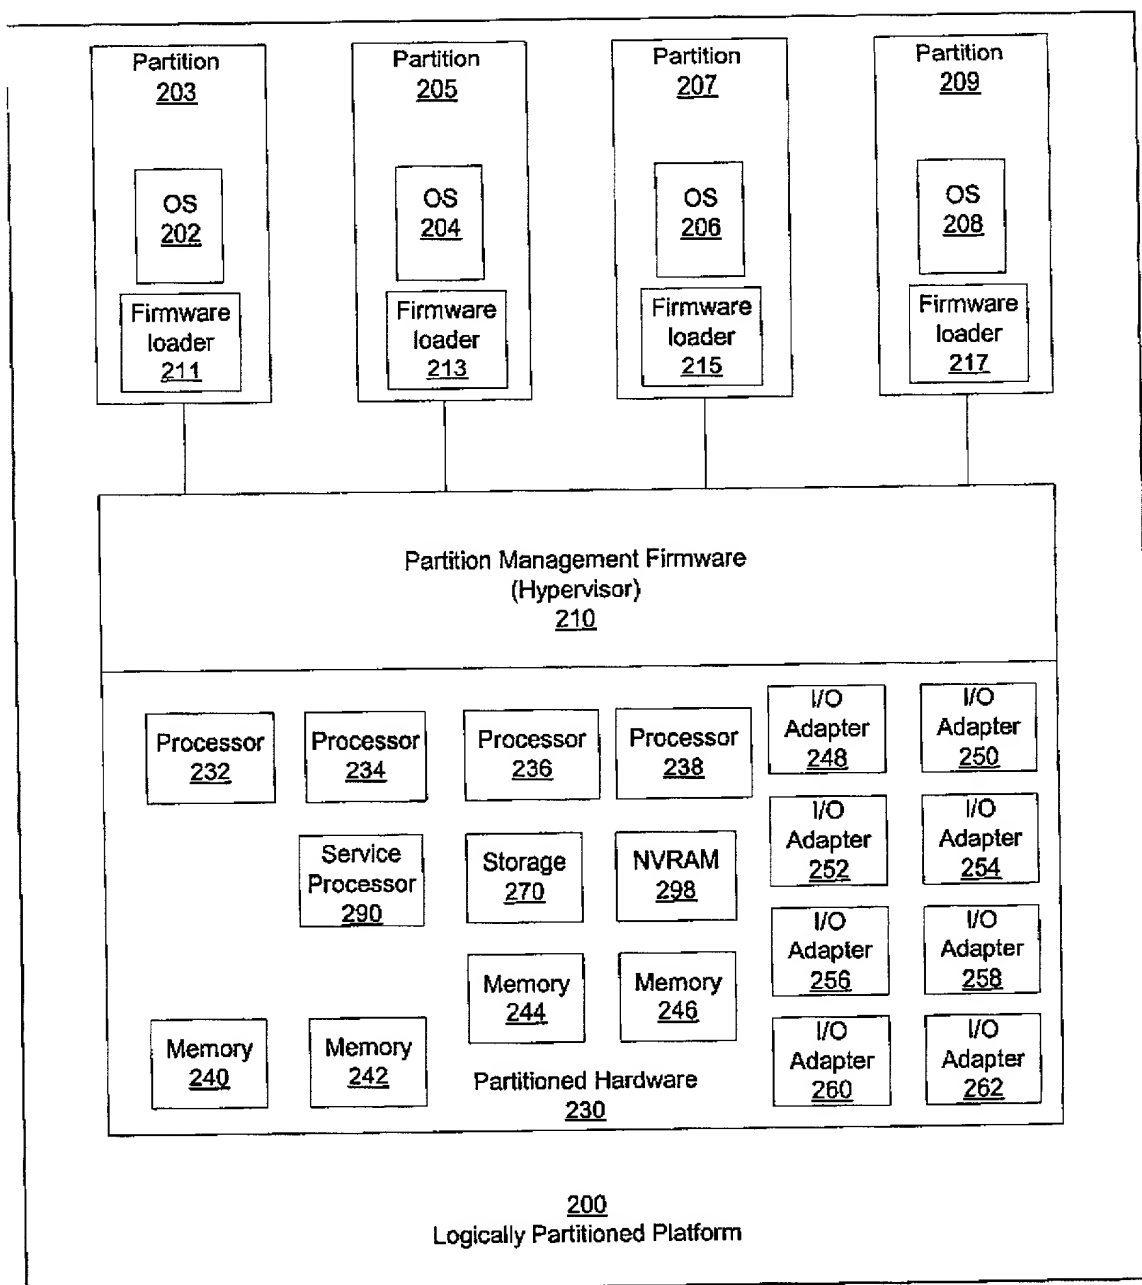 Partition
203
OS
202
Firmware
loader
211
Partition
205
OS
204
Firmware
loader
213
Partition
207
OS
206
Firmware
loader
215
Partition
209
OS
208
Firmware
loader
217
Partition Management Firmware
(Hypervisor)
210
Processor
232
Processor
234
Processor
236
Processor
238
I/O
Adapter
248
I/O
Adapter
250
Service
Processor
290
Storage
270
NVRAM
298
I/O
Adapter
252
I/O
Adapter
254
Memory
244
Memory
246
I/O
Adapter
256
I/O
Adapter
258
Memory
240
Memory
242
Partitioned Hardware
230
I/O
Adapter
260
I/O
Adapter
262
200
Logically Partitioned Platform